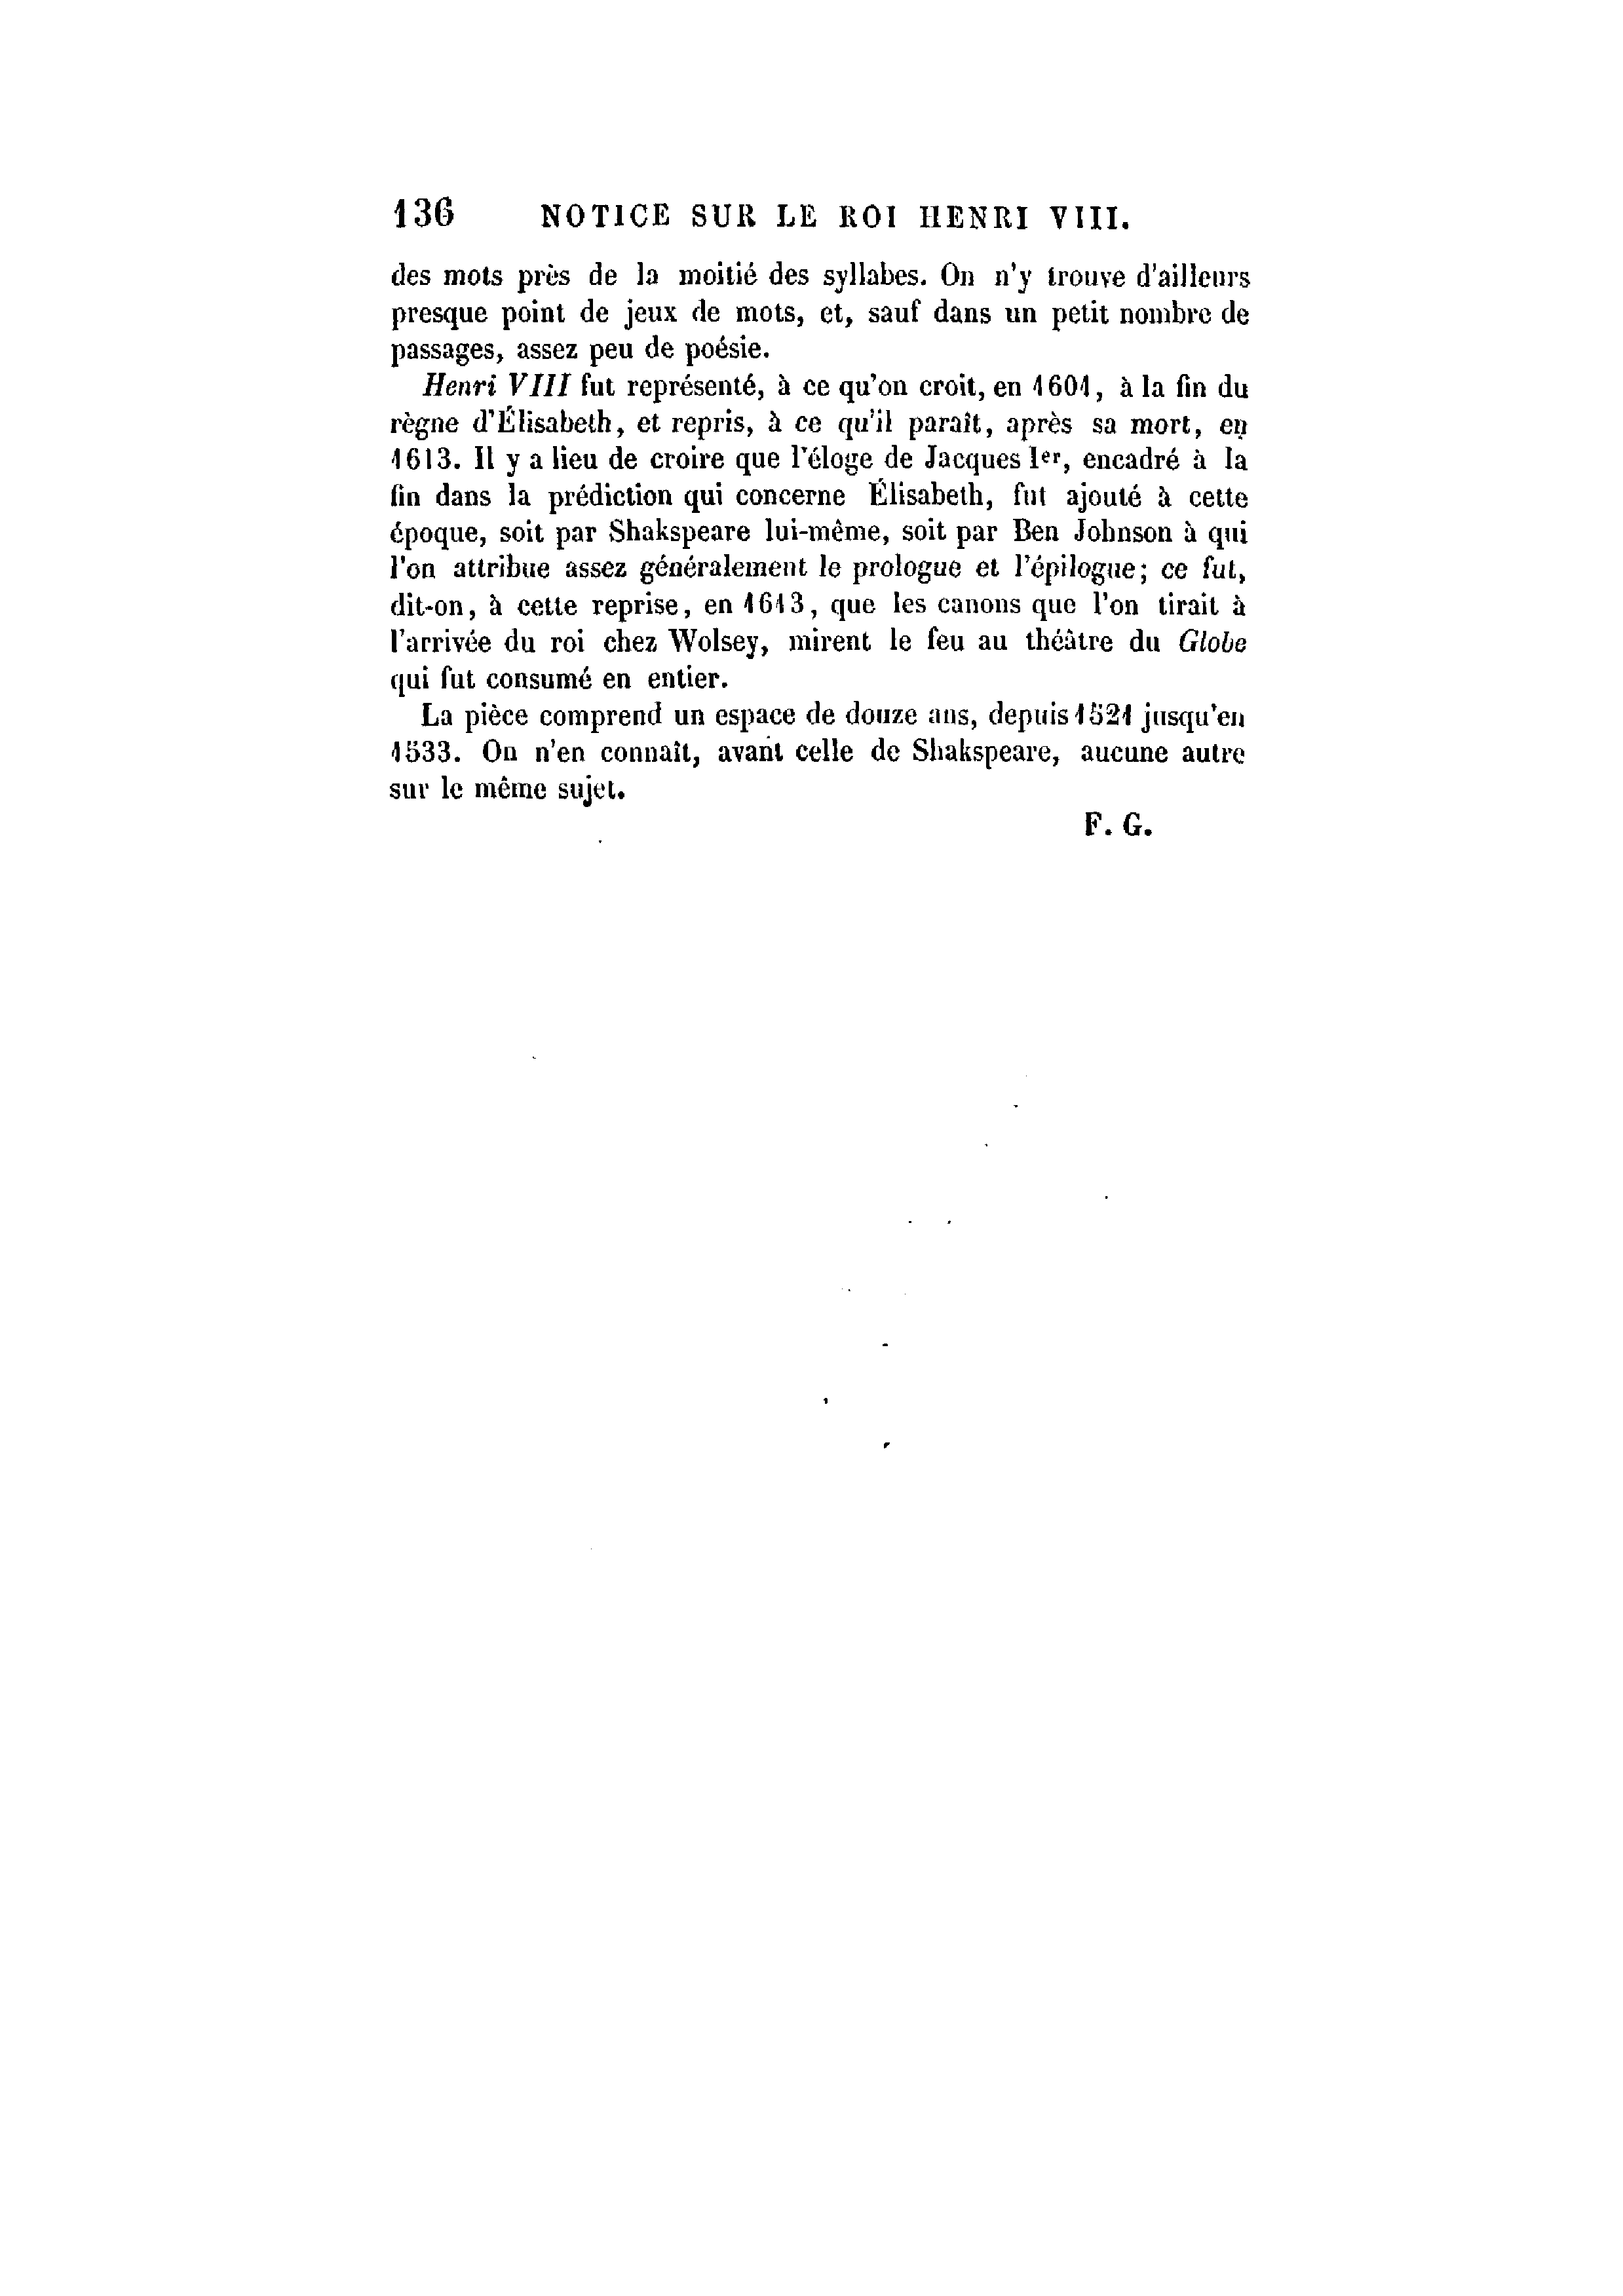 136 NOTICE SUR LE ROI HENRI VIII.
des mots près de la moitié des syllabes. On n'y trouve d'ailleurs
presque point de jeux de mots, et, sauf dans un petit nombre de
passages, assez peu de poésie.
Henri VIII fut représenté, à ce qu'on croit, en 1601, à la fin du
règne d'Élisabeth, et repris, à ce qu'il paraît, après sa mort, en
1613. Il y a lieu de croire que l'éloge de Jacques Ier, encadré à la
fin dans la prédiction qui concerne Élisabeth, fut ajouté à cette
époque, soit par Shakspeare lui-même, soit par Ben Johnson à qui
l'on attribue assez généralement le prologue et l'épilogue; ce fut,
dit-on, à cette reprise, en 1613, que les canons que l'on tirait à
l'arrivée du roi chez Wolsey, mirent le feu au théâtre du Globe
qui fut consumé en entier.
La pièce comprend un espace de douze ans, depuis 1521 jusqu'en
1533. On n'en connaît, avant celle de Shakspeare, aucune autre
sur le même sujet.
F. G.